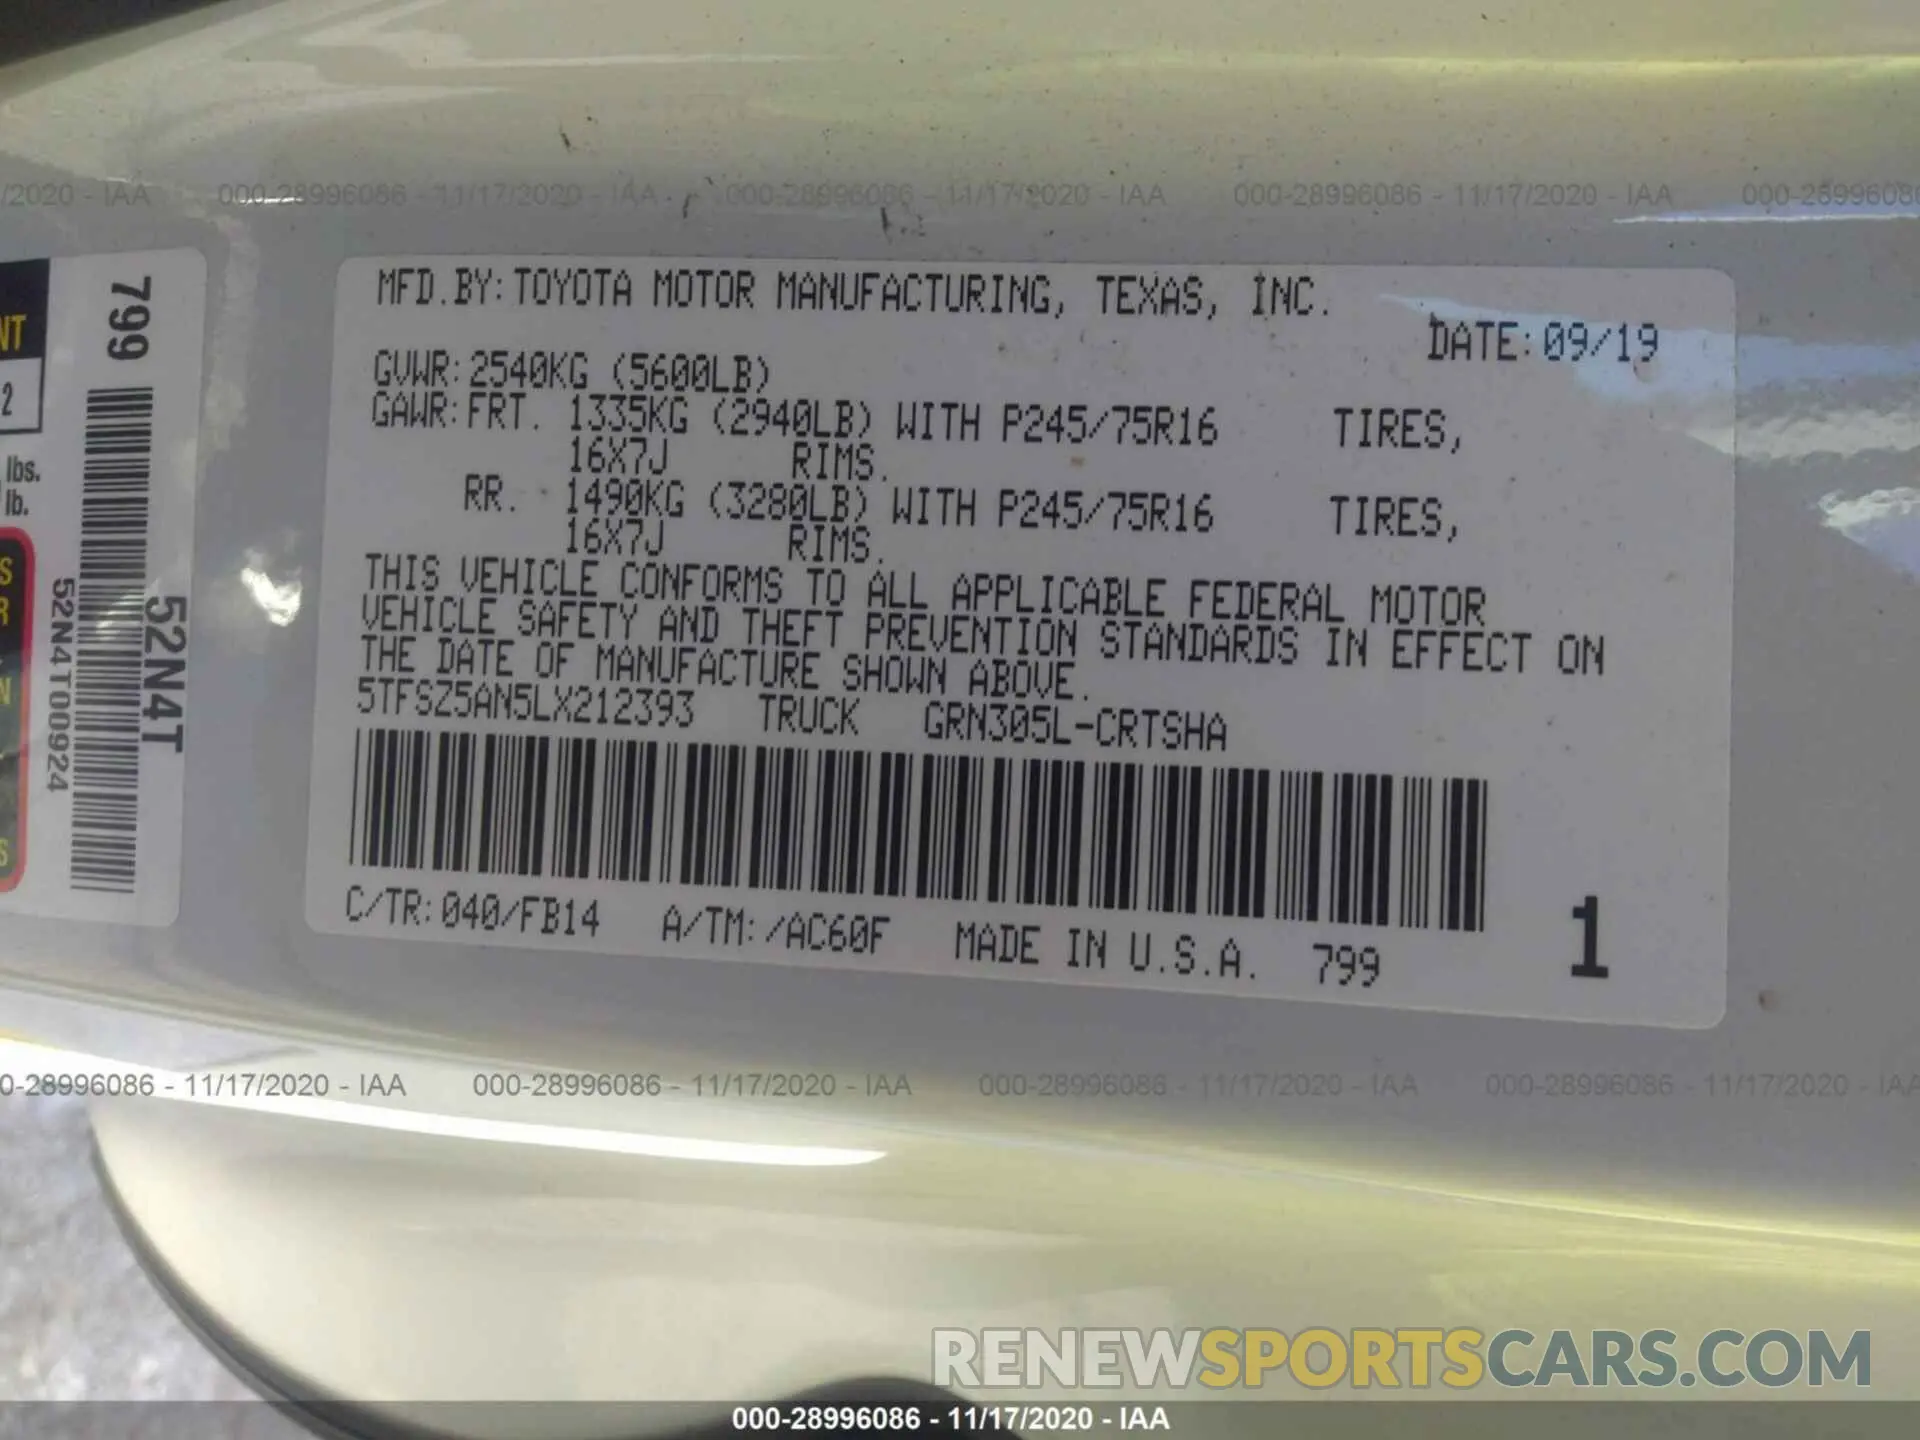 /2020 - IAA 000-28996086 - 11/17/2020 - IAA 000-28996086 - 11/17/2020 - IAA 000-28996086 - 11/17/2020 - IAA 000-2899608
NT
2
lbs.
lb.
S
R
N
S
799
52N4T
52N4T00924
MFD.BY: TOYOTA MOTOR MANUFACTURING, TEXAS, INC.
DATE: 09/19
GVWR: 2540KG (5600LB)
GAWR: FRT. 1335KG (2940LB) WITH P245/75R16 TIRES,
16X7J RIMS.
RR. 1490KG (3280LB) WITH P245/75R16 TIRES,
16X7J RIMS.
THIS VEHICLE CONFORMS TO ALL APPLICABLE FEDERAL MOTOR
VEHICLE SAFETY AND THEFT PREVENTION STANDARDS IN EFFECT ON
THE DATE OF MANUFACTURE SHOWN ABOVE.
5TFSZ5AN5LX212393 TRUCK GRN305L-CRTSHA
C/TR: 040/FB14 A/TM: /AC60F MADE IN U.S.A. 799
1
0-28996086 - 11/17/2020 - IAA 000-28996086 - 11/17/2020 - IAA 000-28996086 - 11/17/2020 - IAA 000-28996086 - 11/17/2020 - IAA
RENEWSPORTSCARS.COM
000-28996086 - 11/17/2020 - IAA